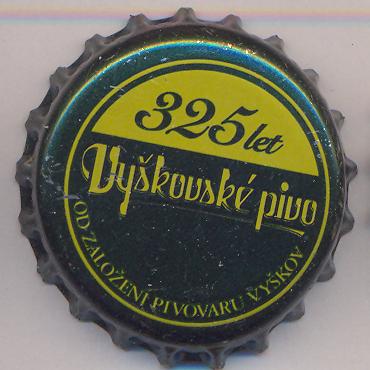 325 let
Vyškovské pivo
OD ZALOŽENÍ PIVOVARU VYŠKOV